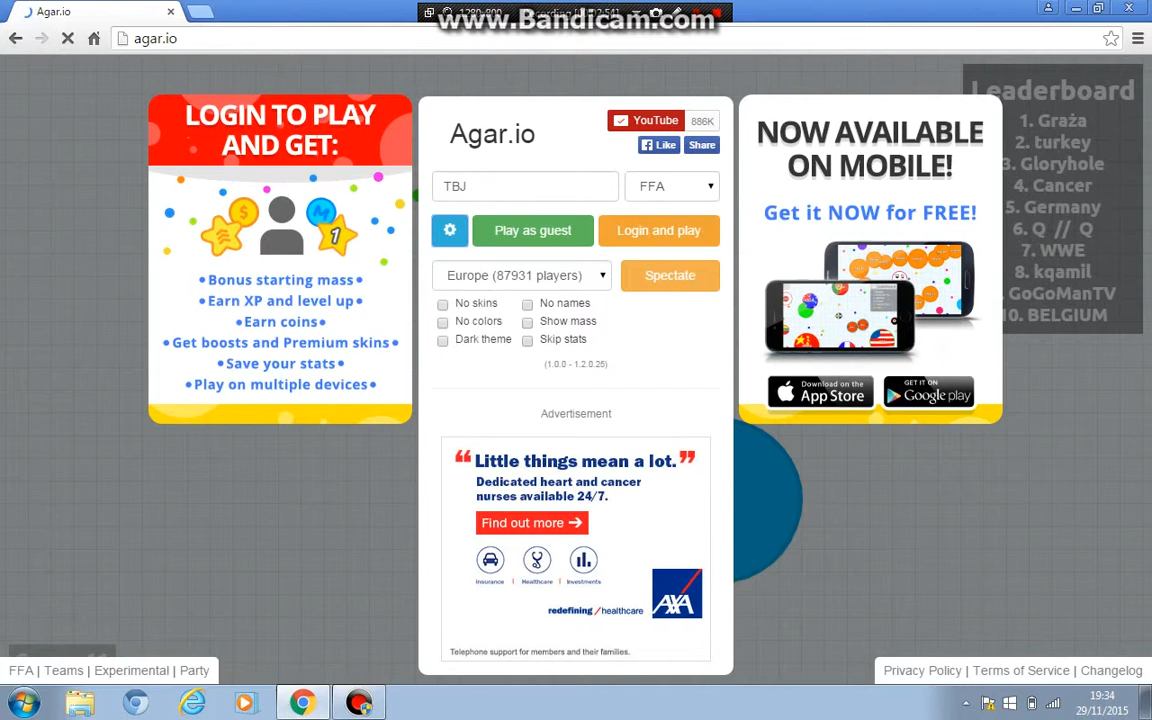 Agar.io
www.Bandicam.com
agar.io
LOGIN TO PLAY
AND GET:
•Bonus starting mass•
•Earn XP and level up•
•Earn coins•
•Get boosts and Premium skins•
•Save your stats•
•Play on multiple devices•
Agar.io
YouTube 886K
Like Share
TBJ FFA
Play as guest Login and play
Europe (87931 players) Spectate
No skins No names
No colors Show mass
Dark theme Skip stats
(1.0.0 - 1.2.0.25)
Advertisement
“ Little things mean a lot. ”
Dedicated heart and cancer
nurses available 24/7.
Find out more →
Insurance | Healthcare | Investments
redefining / healthcare AXA
Telephone support for members and their families.
NOW AVAILABLE
ON MOBILE!
Get it NOW for FREE!
Download on the
App Store
GET IT ON
Google play
Leaderboard
1. Graża
2. turkey
3. Gloryhole
4. Cancer
5. Germany
6. Q // Q
7. WWE
8. kqamil
GoGoManTV
10. BELGIUM
FFA | Teams | Experimental | Party
Privacy Policy | Terms of Service | Changelog
19:34
29/11/2015